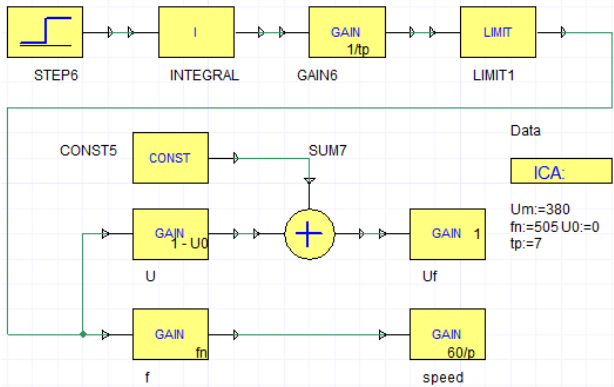 I
GAIN
1/tp
LIMIT
STEP6
INTEGRAL
GAIN6
LIMIT1
Data
CONST5
CONST
SUM7
ICA:
Um:=380
fn:=505 U0:=0
tp:=7
GAIN
1 - U0
+
GAIN 1
U
Uf
GAIN
fn
GAIN
60/p
f
speed